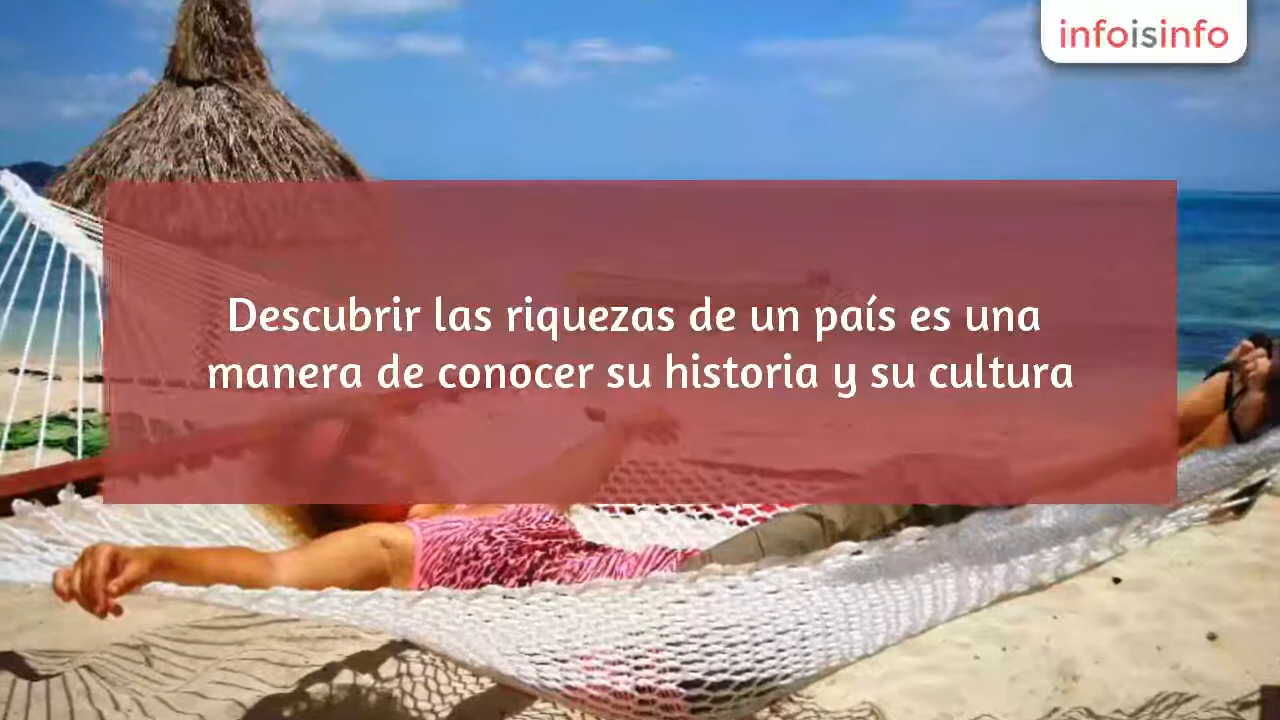 infoisinfo
Descubrir las riquezas de un país es una
manera de conocer su historia y su cultura